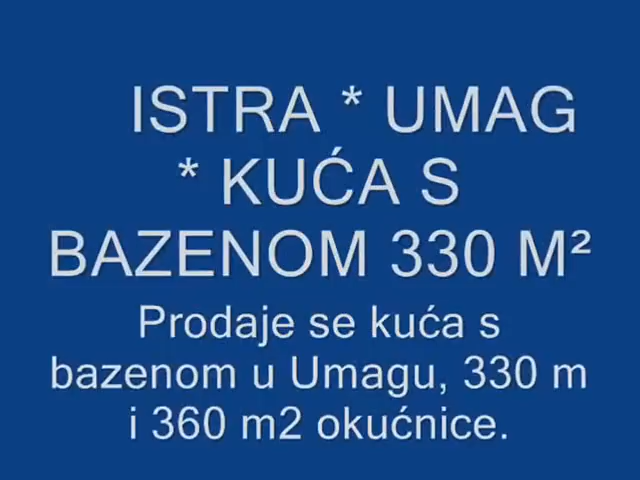 ISTRA * UMAG
* KUĆA S
BAZENOM 330 M²
Prodaje se kuća s
bazenom u Umagu, 330 m
i 360 m2 okućnice.